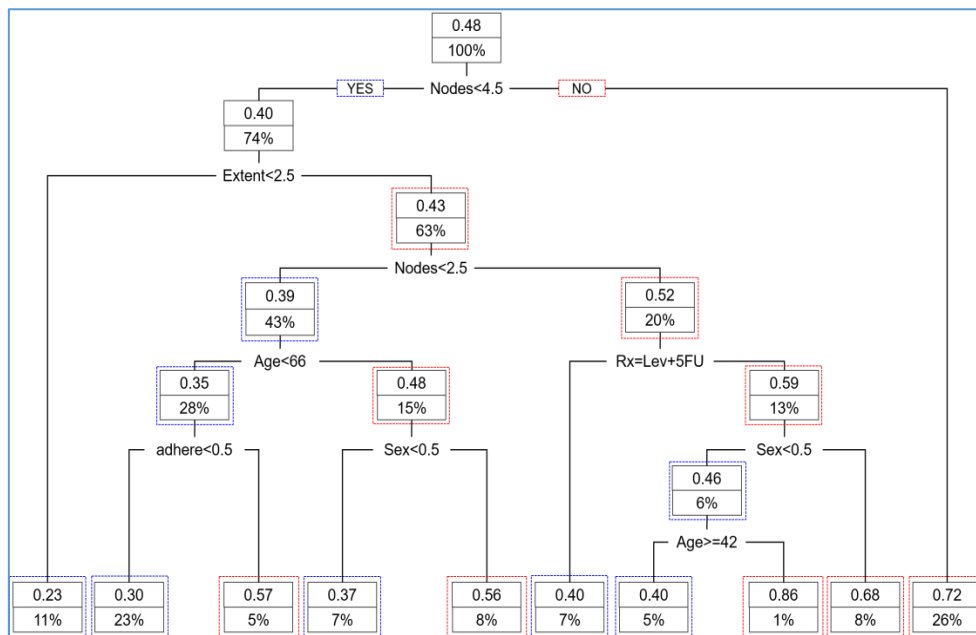 0.48
100%
YES Nodes<4.5 NO
0.40
74%
Extent<2.5
0.43
63%
Nodes<2.5
0.39 0.52
43% 20%
Age<66 Rx=Lev+5FU
0.35 0.48 0.59
28% 15% 13%
adhere<0.5 Sex<0.5 Sex<0.5
0.46
6%
Age>=42
0.23 0.30 0.57 0.37 0.56 0.40 0.40 0.86 0.68 0.72
11% 23% 5% 7% 8% 7% 5% 1% 8% 26%